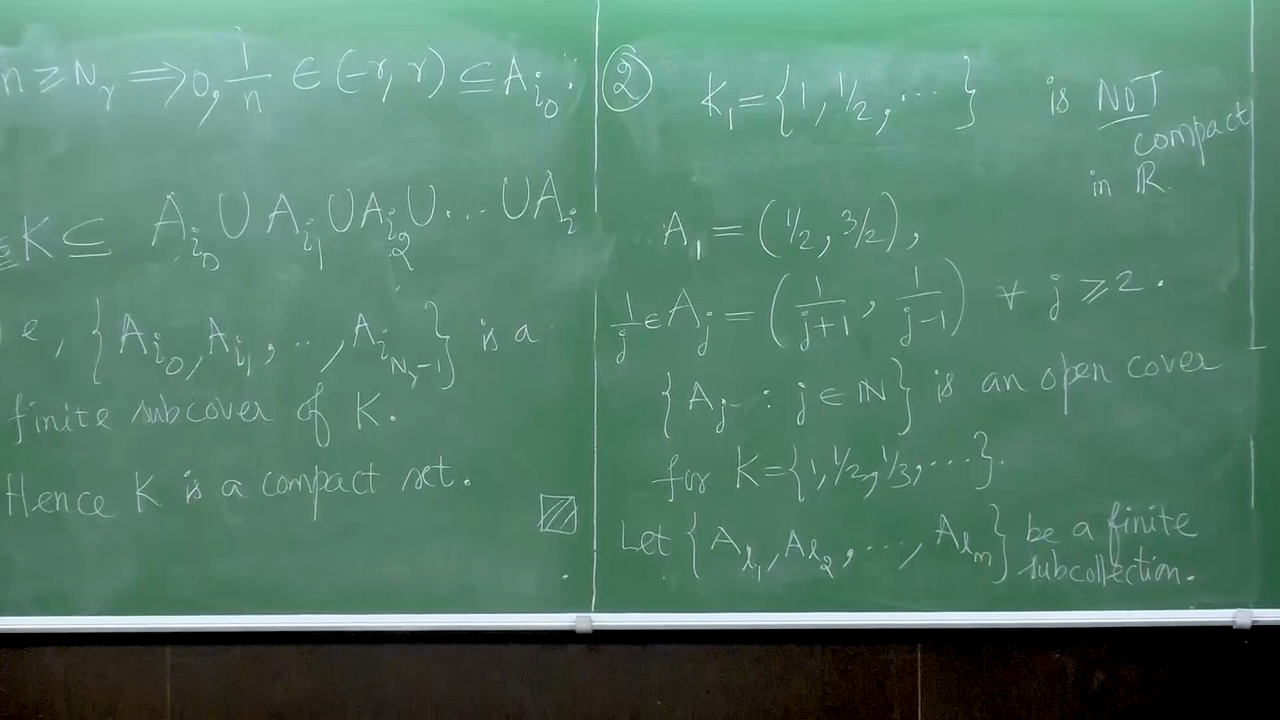 n ≥ N_r ⟹ 0, 1/n ∈ (-r, r) ⊆ A_{i_0}.
K ⊆ A_{i_0} ∪ A_{i_1} ∪ A_{i_2} ∪ ... ∪ A_i
e, {A_{i_0}, A_{i_1}, ..., A_{i_{N_r-1}}} is a
finite subcover of K.
Hence K is a compact set.
② K_1 = {1, 1/2, ...} is NOT
compact
in ℝ
A_1 = (1/2, 3/2),
1/j ∈ A_j = (1/(j+1), 1/(j-1)) ∀ j ≥ 2.
{A_j : j ∈ ℕ} is an open cover
for K = {1, 1/2, 1/3, ...}.
Let {A_{l_1}, A_{l_2}, ..., A_{l_m}} be a finite
subcollection.